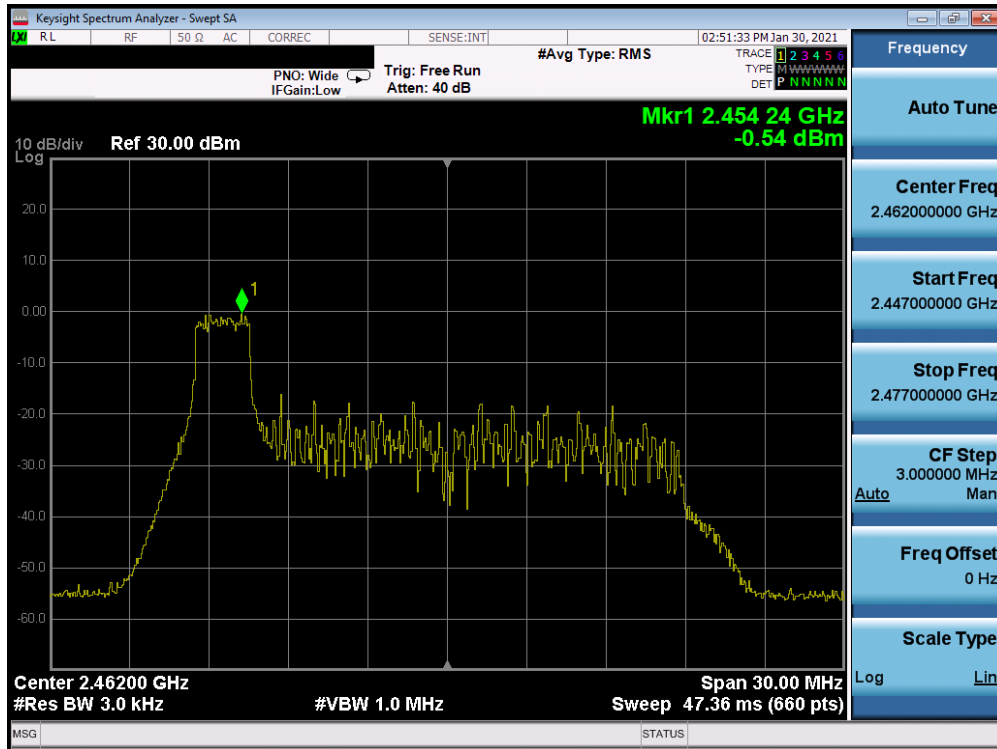 Keysight Spectrum Analyzer - Swept SA
LXI RL RF 50 Ω AC CORREC SENSE:INT 02:51:33 PM Jan 30, 2021
#Avg Type: RMS
TRACE 1 2 3 4 5 6
TYPE M WWWWW
DET P N N N N N
PNO: Wide Trig: Free Run
IFGain:Low Atten: 40 dB
Mkr1 2.454 24 GHz
-0.54 dBm
10 dB/div Ref 30.00 dBm
Log
20.0
10.0
0.00
-10.0
-20.0
-30.0
-40.0
-50.0
-60.0
1
Center 2.46200 GHz Span 30.00 MHz
#Res BW 3.0 kHz #VBW 1.0 MHz Sweep 47.36 ms (660 pts)
MSG STATUS
Frequency
Auto Tune
Center Freq
2.462000000 GHz
Start Freq
2.447000000 GHz
Stop Freq
2.477000000 GHz
CF Step
3.000000 MHz
Auto Man
Freq Offset
0 Hz
Scale Type
Log Lin